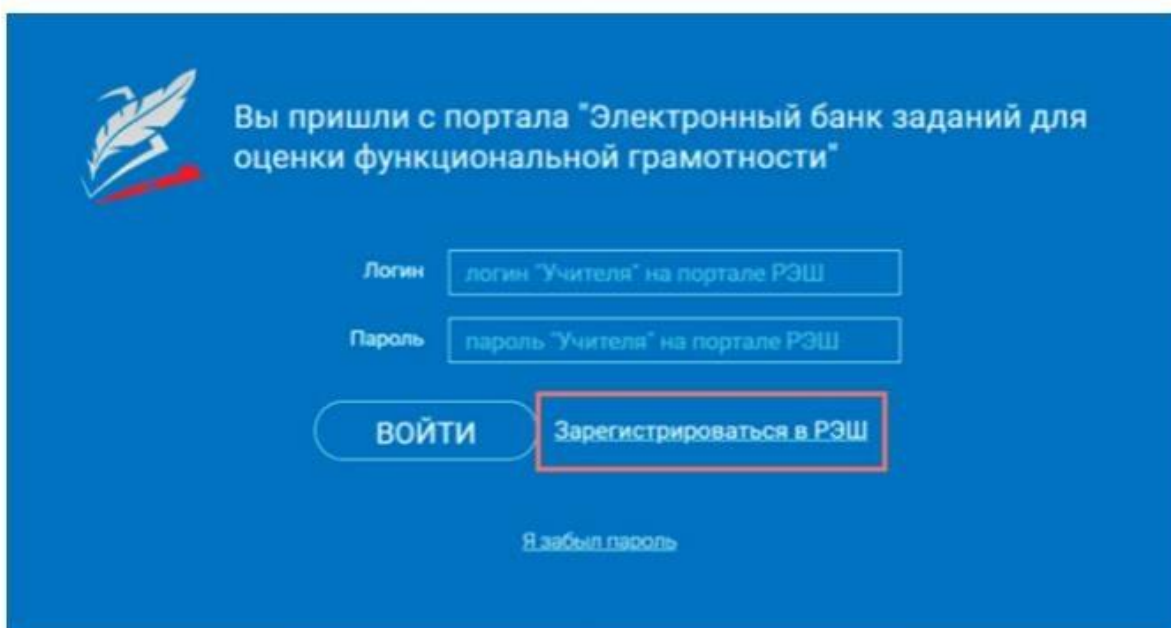 Вы пришли с портала "Электронный банк заданий для
оценки функциональной грамотности"
Логин
логин "Учителя" на портале РЭШ
Пароль
пароль "Учителя" на портале РЭШ
ВОЙТИ
Зарегистрироваться в РЭШ
Я забыл пароль